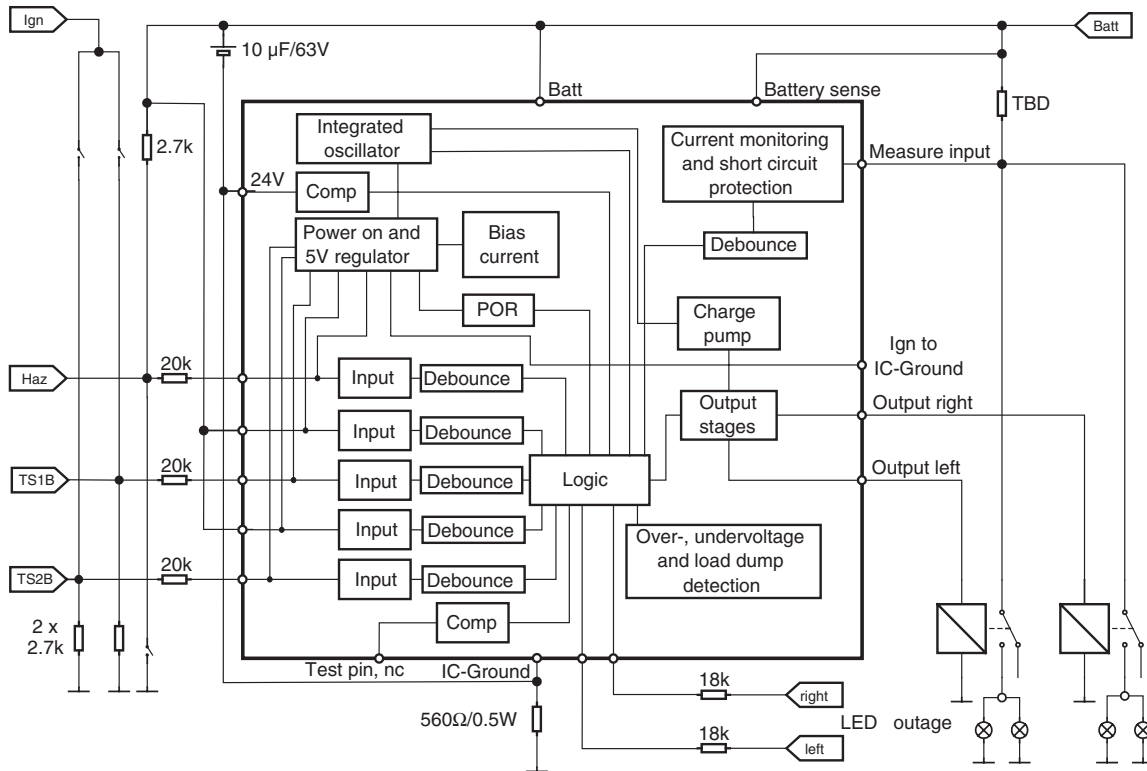 Ign
10 µF/63V
Batt
Batt
Battery sense
TBD
2.7k
Integrated
oscillator
Current monitoring
and short circuit
protection
Measure input
24V
Comp
Power on and
5V regulator
Bias
current
Debounce
POR
Charge
pump
Ign to
IC-Ground
Haz
20k
Input
Debounce
Output
stages
Output right
Input
Debounce
TS1B
20k
Input
Debounce
Logic
Output left
Input
Debounce
Over-, undervoltage
and load dump
detection
TS2B
20k
Input
Debounce
2 x
2.7k
Comp
Test pin, nc
IC-Ground
18k
right
560Ω/0.5W
LED outage
18k
left